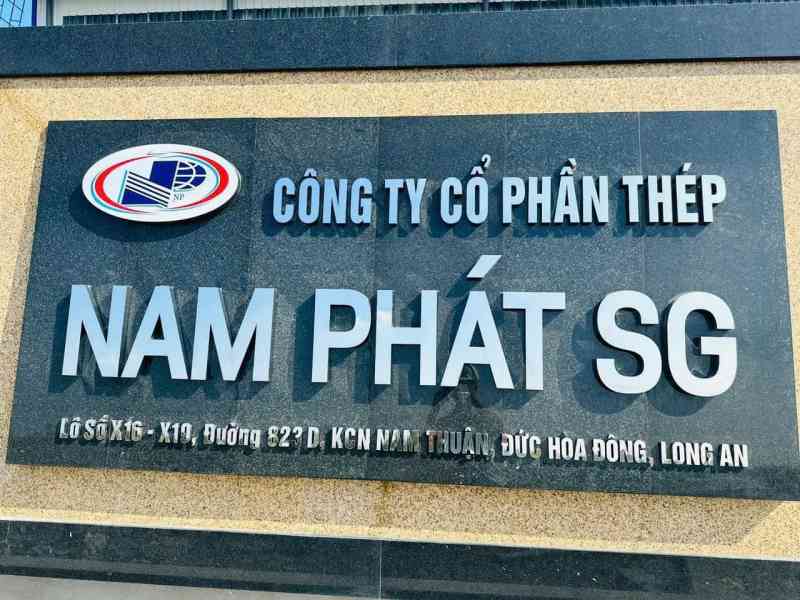 NP
CÔNG TY CỔ PHẦN THÉP
NAM PHÁT SG
Lô Số X16 - X19, Đường 823 D, KCN NAM THUẬN, ĐỨC HÒA ĐÔNG, LONG AN